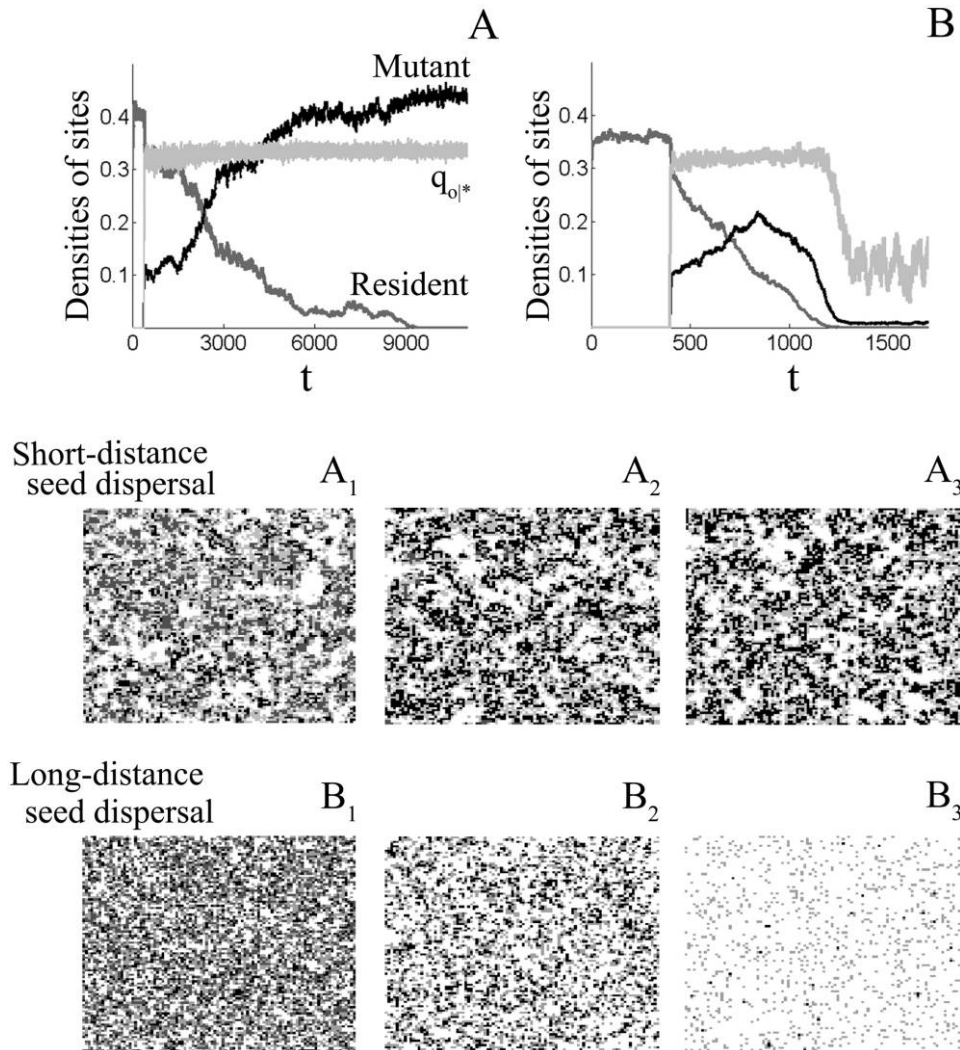 A
Densities of sites
0.4
0.3
0.2
0.1
Mutant
q₀|*
Resident
0
3000
6000
9000
t
B
Densities of sites
0.4
0.3
0.2
0.1
0
500
1000
1500
t
Short-distance
seed dispersal
A₁
A₂
A₃
Long-distance
seed dispersal
B₁
B₂
B₃